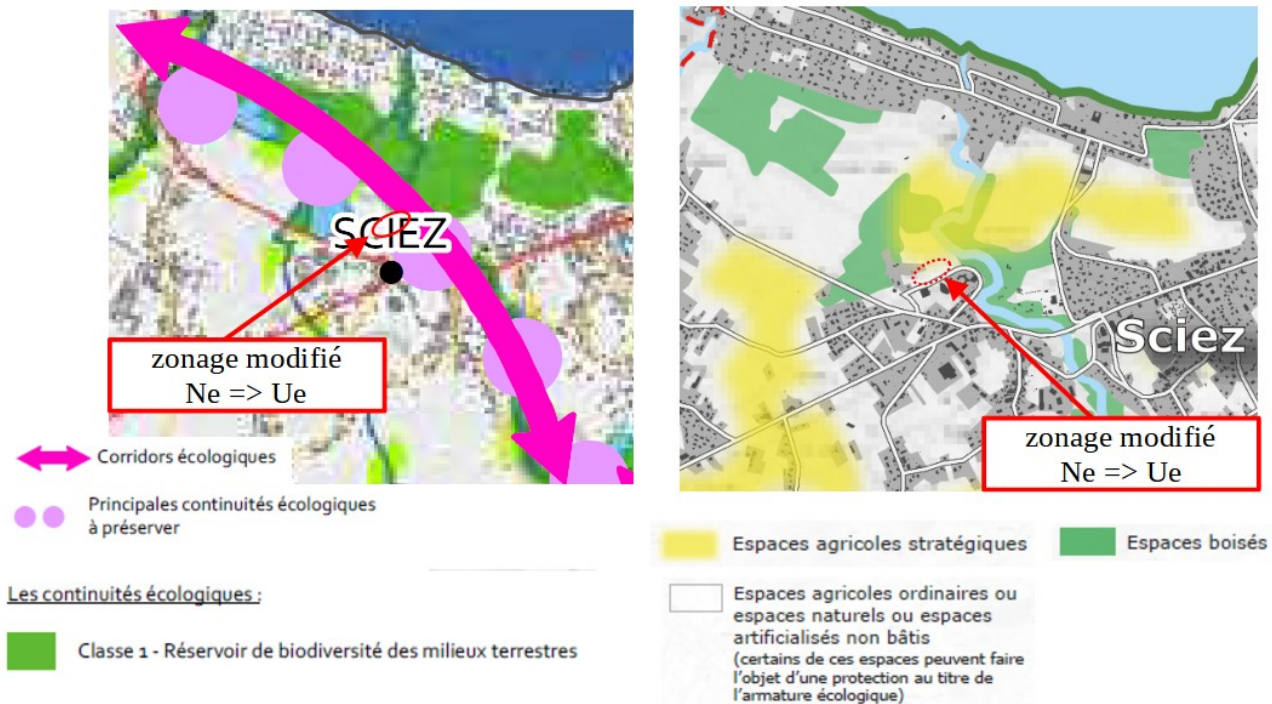 SCIEZ
zonage modifié
Ne => Ue
Corridors écologiques
Principales continuités écologiques
à préserver
Les continuités écologiques :
Classe 1 - Réservoir de biodiversité des milieux terrestres
Sciez
zonage modifié
Ne => Ue
Espaces agricoles stratégiques
Espaces boisés
Espaces agricoles ordinaires ou
espaces naturels ou espaces
artificialisés non bâtis
(certains de ces espaces peuvent faire
l'objet d'une protection au titre de
l'armature écologique)